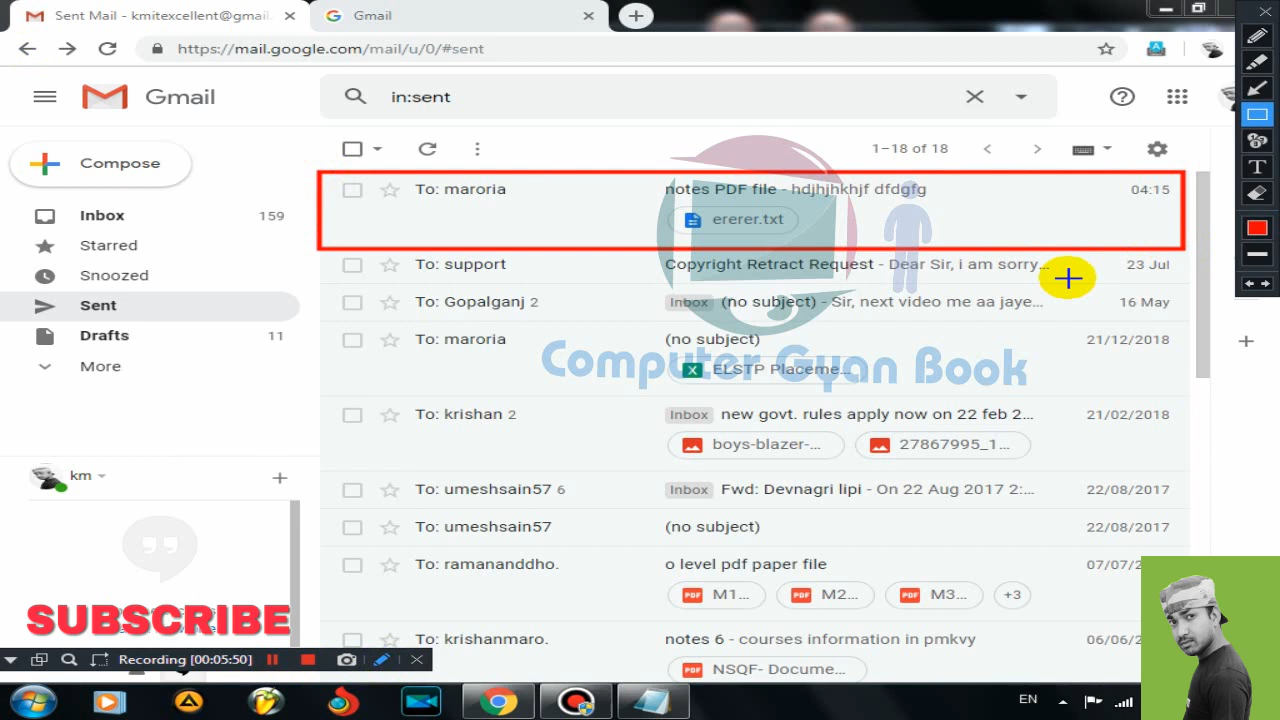 Sent Mail - kmitexcellent@gmail.
Gmail
https://mail.google.com/mail/u/0/#sent
Gmail
in:sent
Compose
1–18 of 18
Inbox 159
Starred
Snoozed
Sent
Drafts 11
More
To: maroria notes PDF file - hdjhjhkhjf dfdgfg 04:15
ererer.txt
To: support Copyright Retract Request - Dear Sir, i am sorry... 23 Jul
To: Gopalganj 2 Inbox (no subject) - Sir, next video me aa jaye... 16 May
To: maroria (no subject) 21/12/2018
ELSTP Placeme...
Computer Gyan Book
To: krishan 2 Inbox new govt. rules apply now on 22 feb 2... 21/02/2018
boys-blazer-... 27867995_1...
km
To: umeshsain57 6 Inbox Fwd: Devnagri lipi - On 22 Aug 2017 2:... 22/08/2017
To: umeshsain57 (no subject) 22/08/2017
To: ramananddho. o level pdf paper file 07/07/
PDF M1... PDF M2... PDF M3... +3
SUBSCRIBE
To: krishanmaro. notes 6 - courses information in pmkvy 06/06/
PDF NSQF- Docume...
Recording [00:05:50]
T
EN